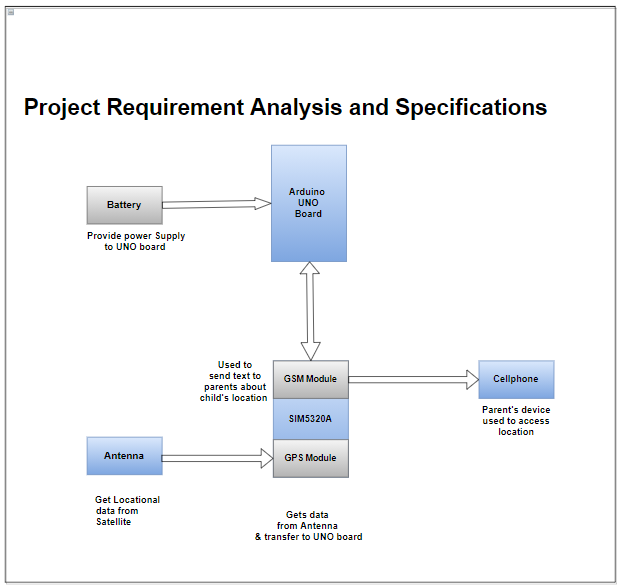 Project Requirement Analysis and Specifications
Arduino
UNO
Board
Battery
Provide power Supply
to UNO board
Used to
send text to
parents about
child's location
GSM Module
Cellphone
SIM5320A
Parent's device
used to access
location
Antenna
GPS Module
Get Locational
data from
Satellite
Gets data
from Antenna
& transfer to UNO board